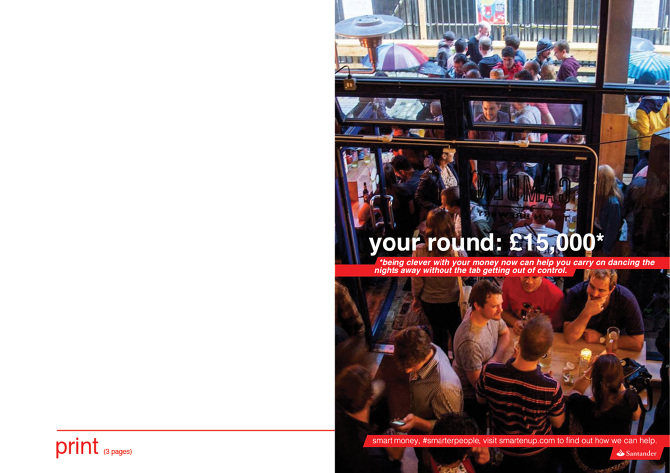 your round: £15,000*
*being clever with your money now can help you carry on dancing the
nights away without the tab getting out of control.
smart money, #smarterpeople, visit smartenup.com to find out how we can help.
Santander
print (3 pages)